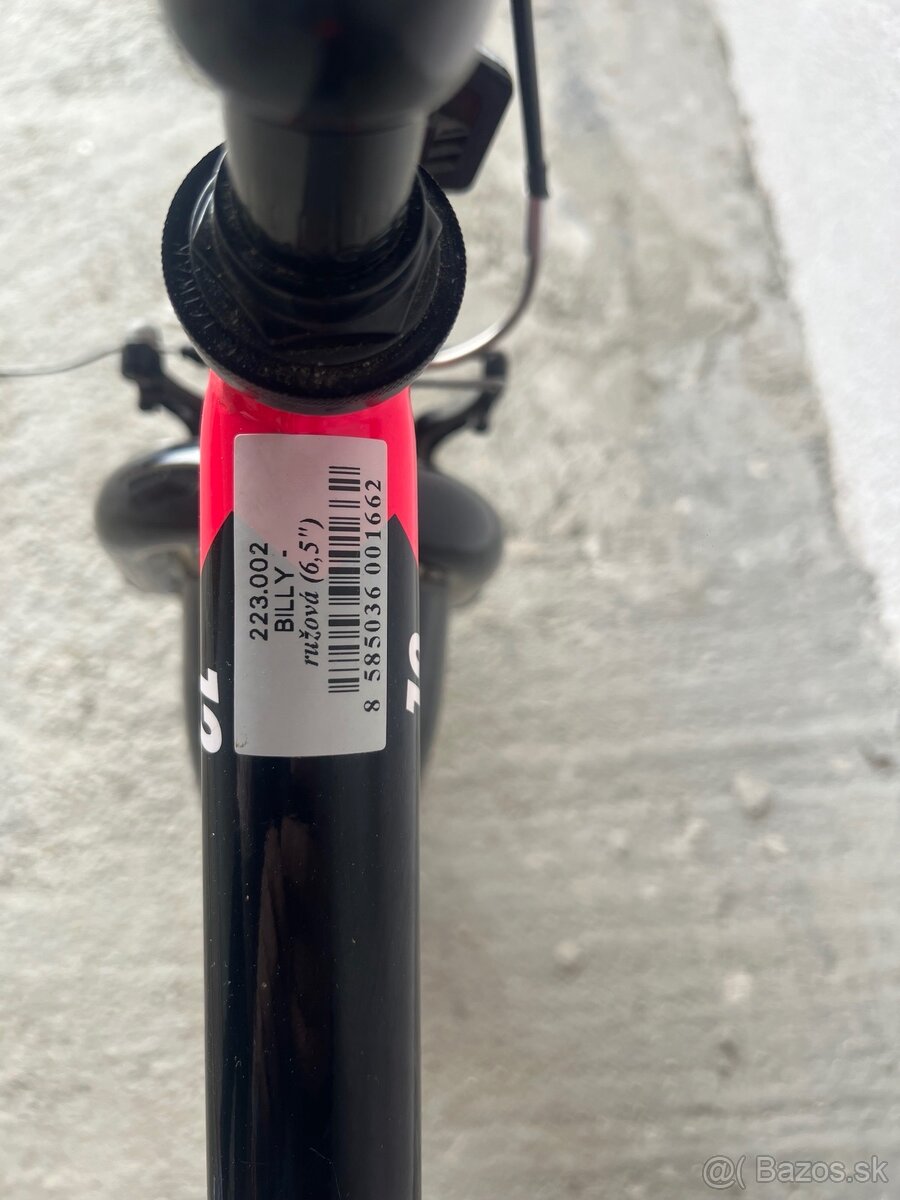 223.002
BILLY -
ružová (6,5")
8 585036 001662
@( Bazos.sk